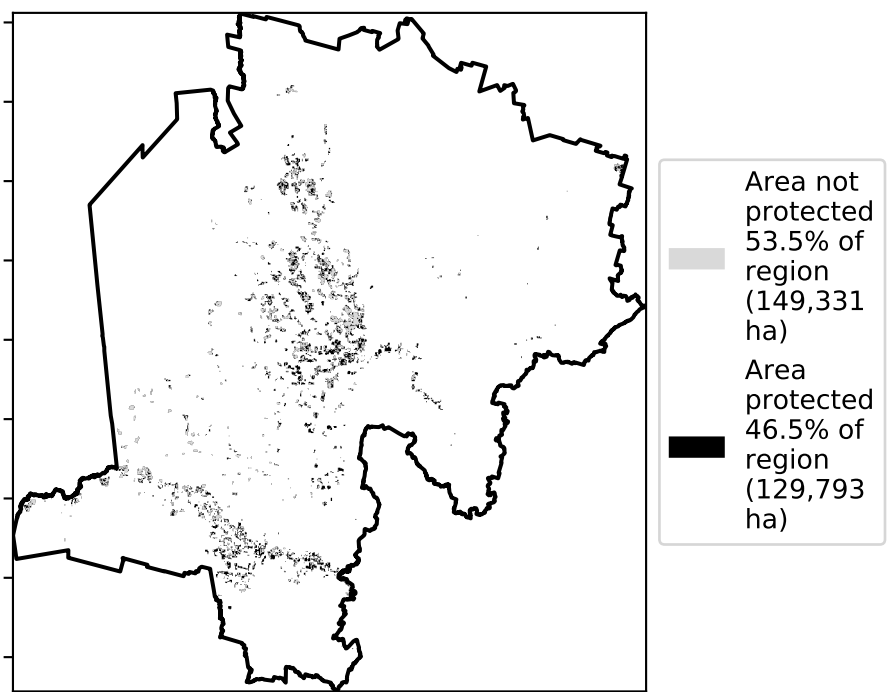 Area not
protected
53.5% of
region
(149,331
ha)
Area
protected
46.5% of
region
(129,793
ha)